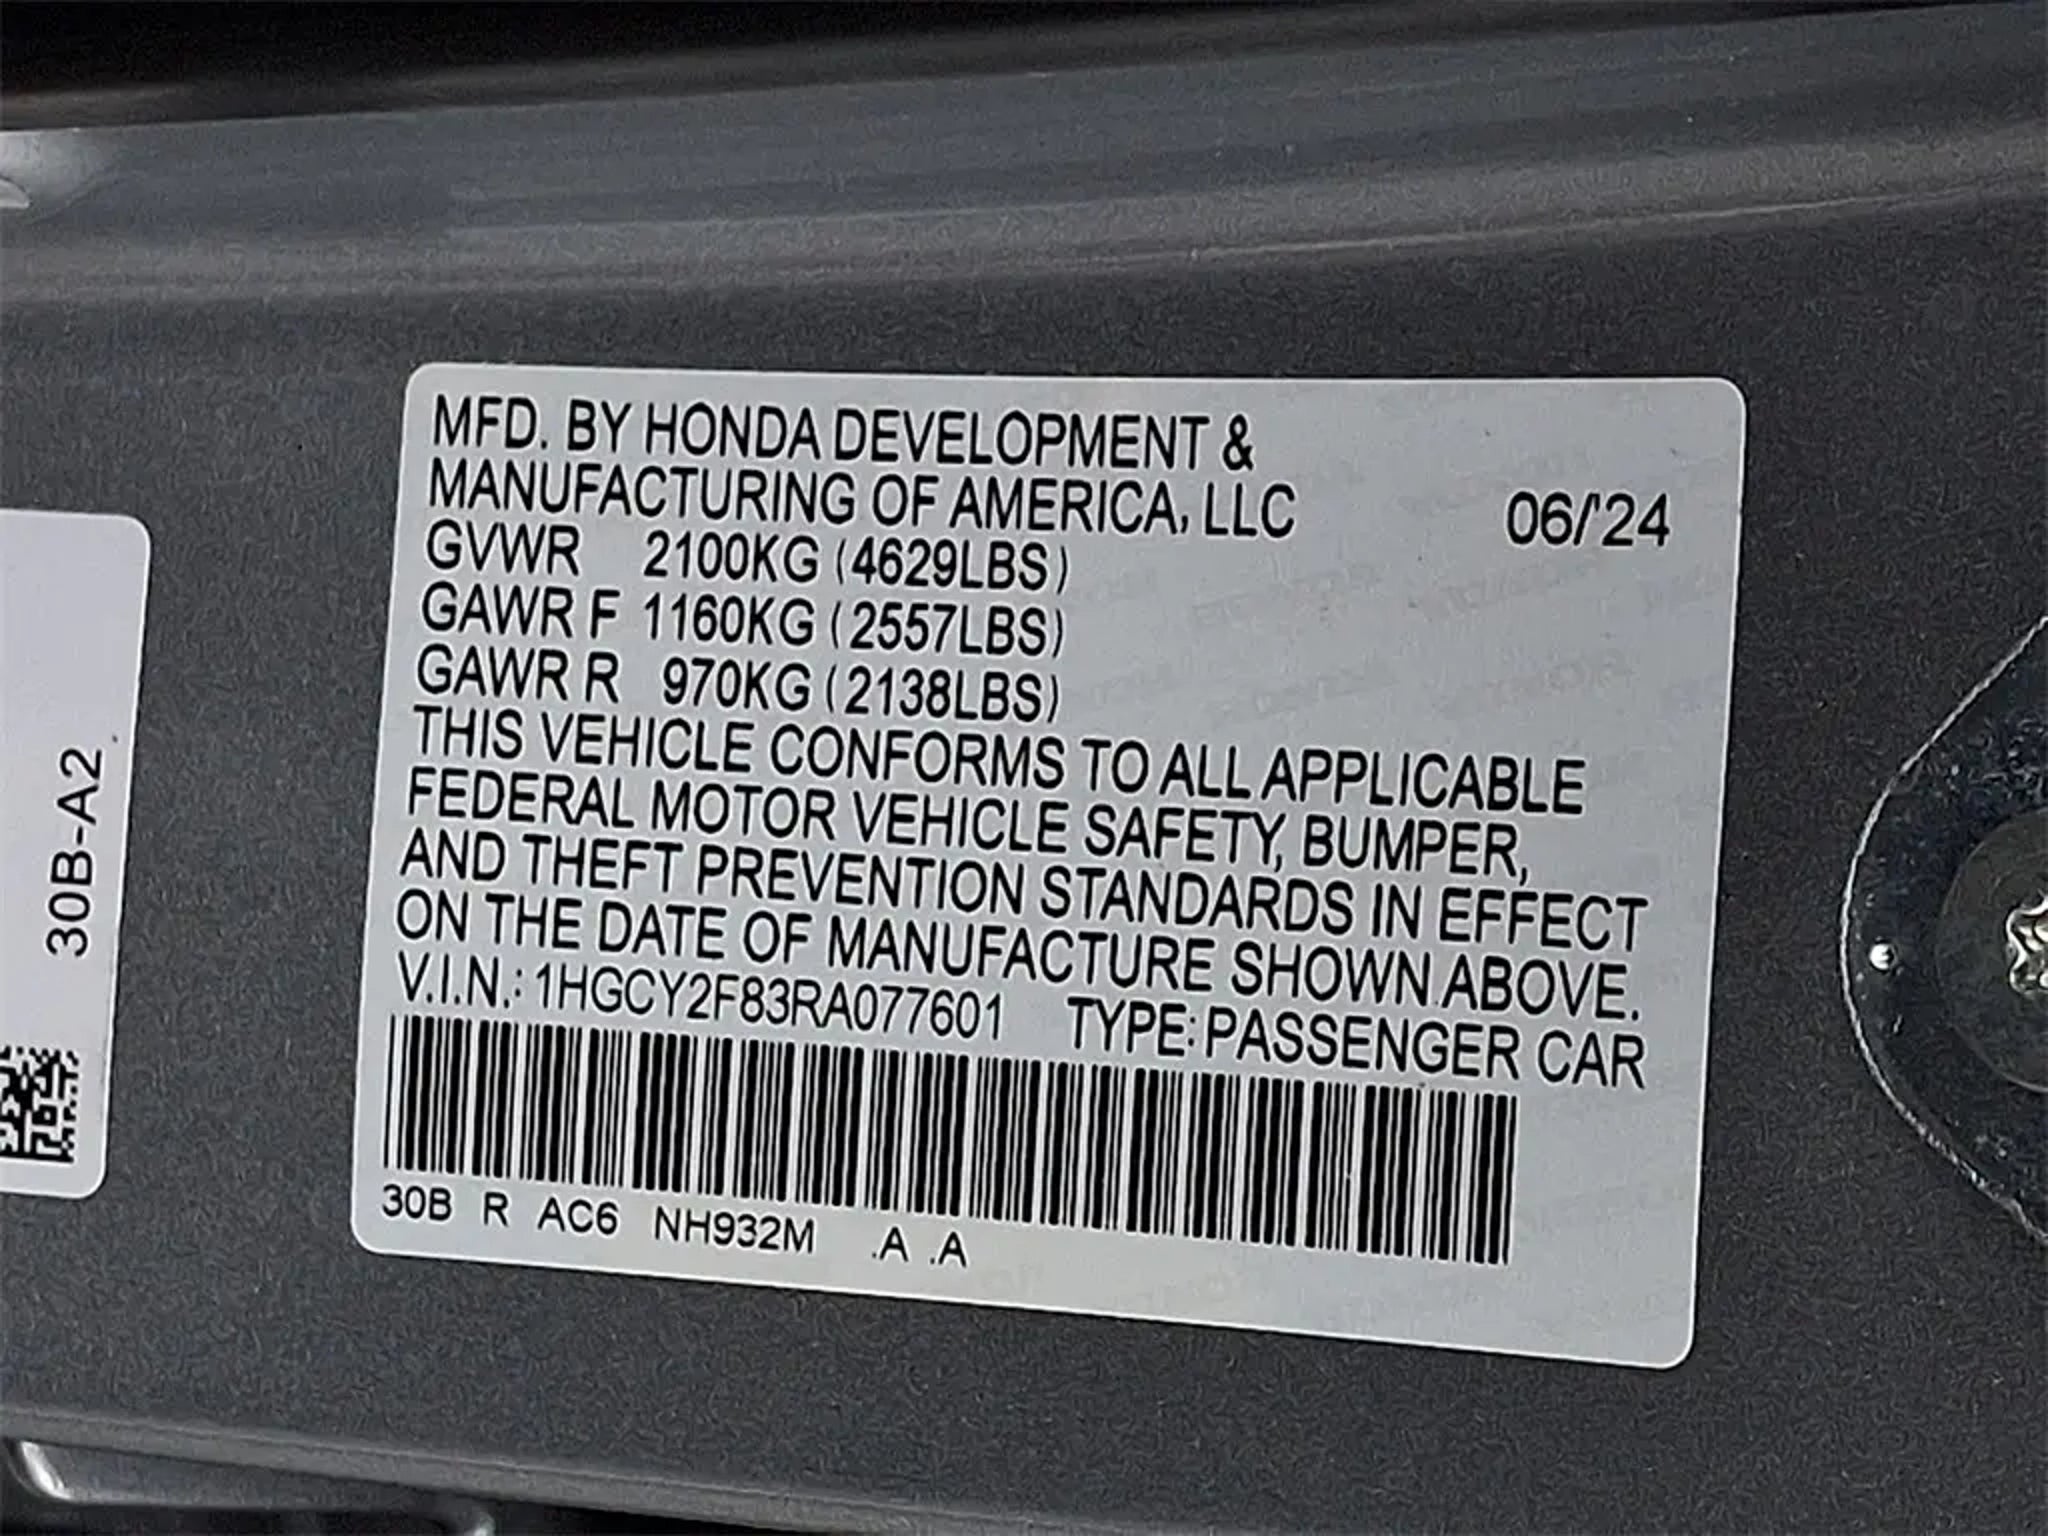 MFD. BY HONDA DEVELOPMENT &
MANUFACTURING OF AMERICA, LLC 06/'24
GVWR 2100KG (4629LBS)
GAWR F 1160KG (2557LBS)
GAWR R 970KG (2138LBS)
THIS VEHICLE CONFORMS TO ALL APPLICABLE
FEDERAL MOTOR VEHICLE SAFETY, BUMPER,
AND THEFT PREVENTION STANDARDS IN EFFECT
ON THE DATE OF MANUFACTURE SHOWN ABOVE.
V.I.N.: 1HGCY2F83RA077601 TYPE: PASSENGER CAR
30B R AC6 NH932M .A .A
30B-A2